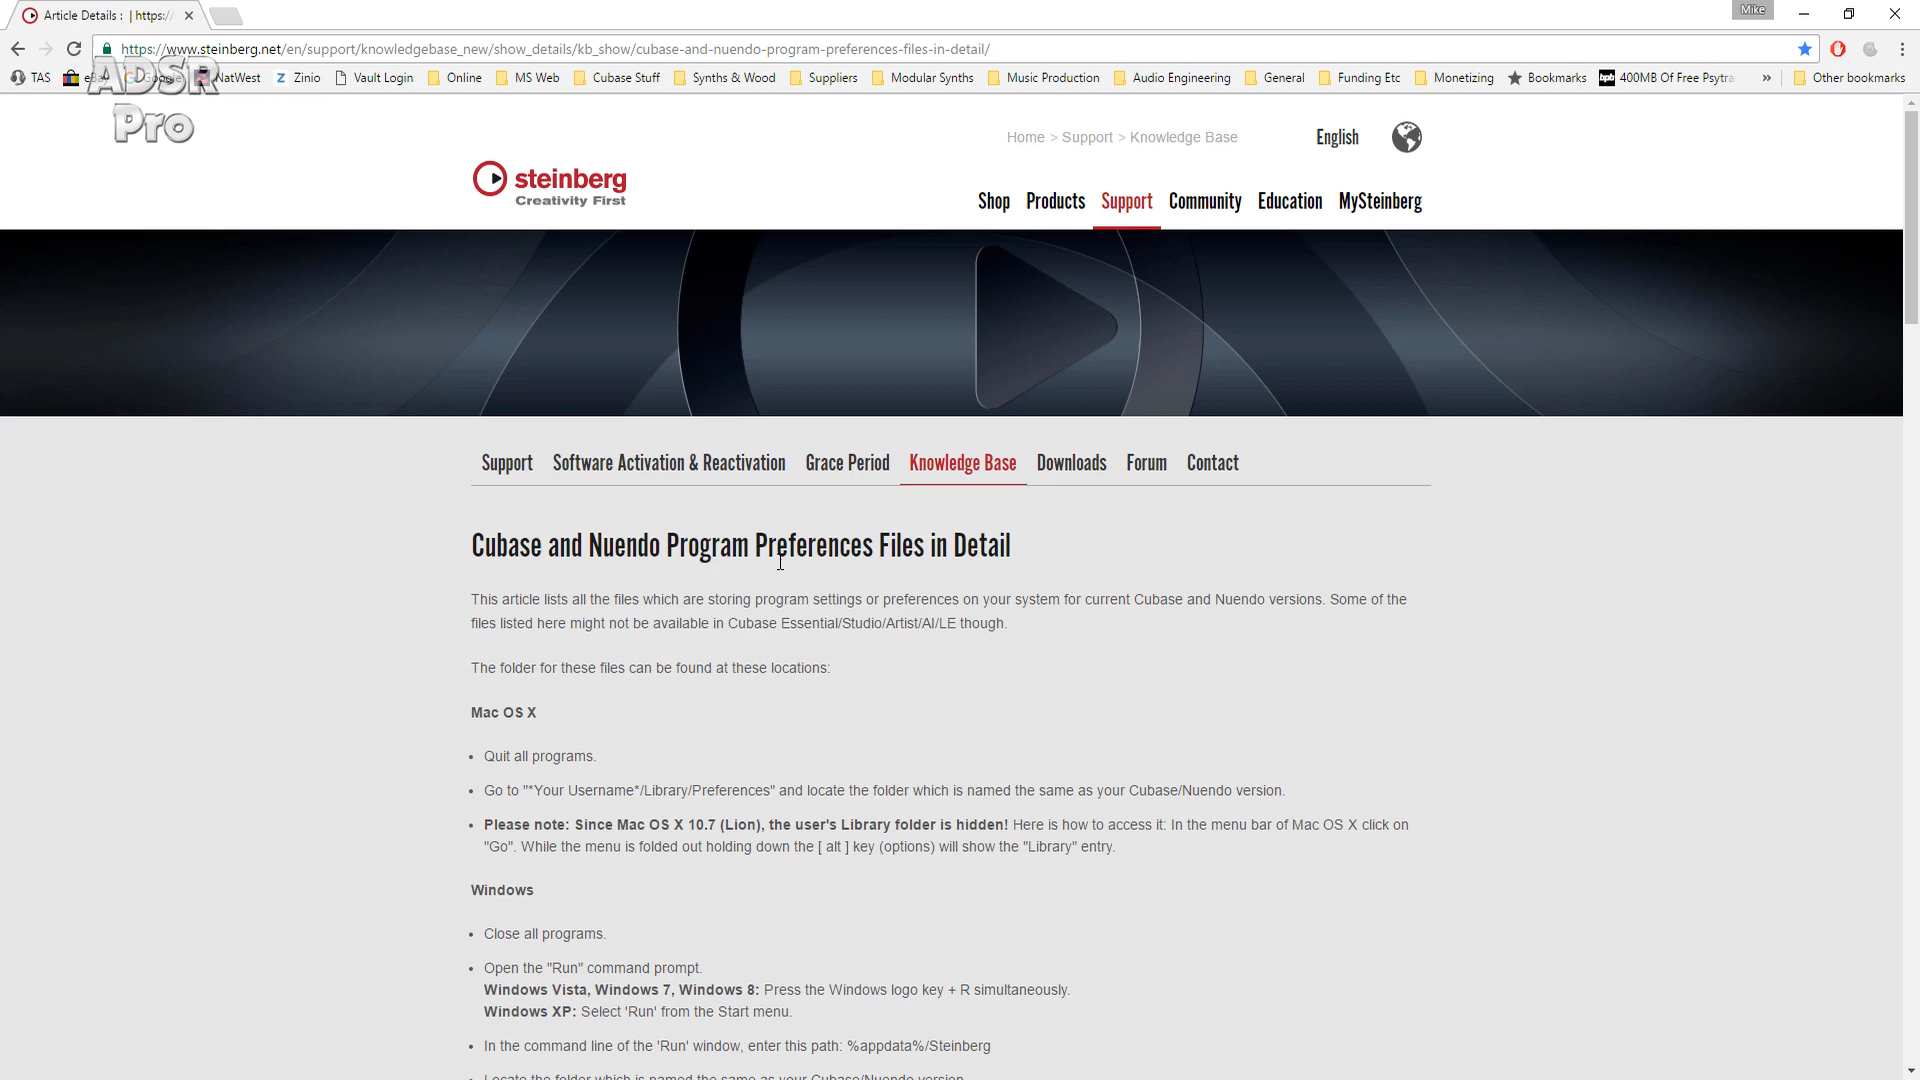 Article Details : | https:/
Mike
https://www.steinberg.net/en/support/knowledgebase_new/show_details/kb_show/cubase-and-nuendo-program-preferences-files-in-detail/
TAS
NatWest
Zinio
Vault Login
Online
MS Web
Cubase Stuff
Synths & Wood
Suppliers
Modular Synths
Music Production
Audio Engineering
General
Funding Etc
Monetizing
Bookmarks
400MB Of Free Psytra
Other bookmarks
ADSR
Pro
Home > Support > Knowledge Base
English
steinberg
Creativity First
Shop Products Support Community Education MySteinberg
Support Software Activation & Reactivation Grace Period Knowledge Base Downloads Forum Contact
Cubase and Nuendo Program Preferences Files in Detail
This article lists all the files which are storing program settings or preferences on your system for current Cubase and Nuendo versions. Some of the
files listed here might not be available in Cubase Essential/Studio/Artist/AI/LE though.
The folder for these files can be found at these locations:
Mac OS X
• Quit all programs.
• Go to "*Your Username*/Library/Preferences" and locate the folder which is named the same as your Cubase/Nuendo version.
• Please note: Since Mac OS X 10.7 (Lion), the user's Library folder is hidden! Here is how to access it: In the menu bar of Mac OS X click on
"Go". While the menu is folded out holding down the [ alt ] key (options) will show the "Library" entry.
Windows
• Close all programs.
• Open the "Run" command prompt.
Windows Vista, Windows 7, Windows 8: Press the Windows logo key + R simultaneously.
Windows XP: Select 'Run' from the Start menu.
• In the command line of the 'Run' window, enter this path: %appdata%/Steinberg
• Locate the folder which is named the same as your Cubase/Nuendo version.